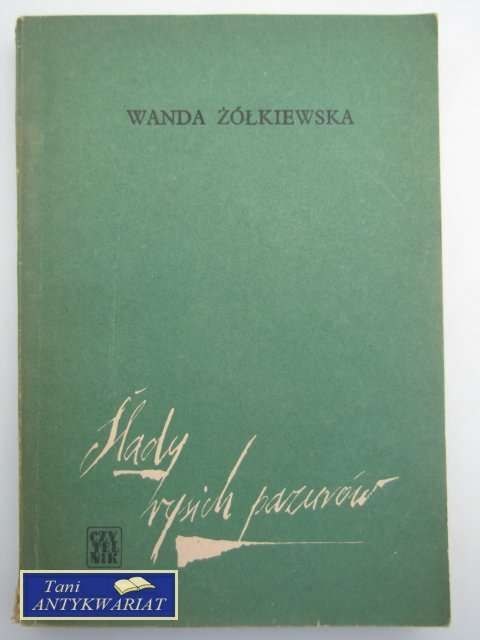 WANDA ŻÓŁKIEWSKA
Ślady
rysich pazurów
CZY
TEL
NIK
Tani
ANTYKWARIAT